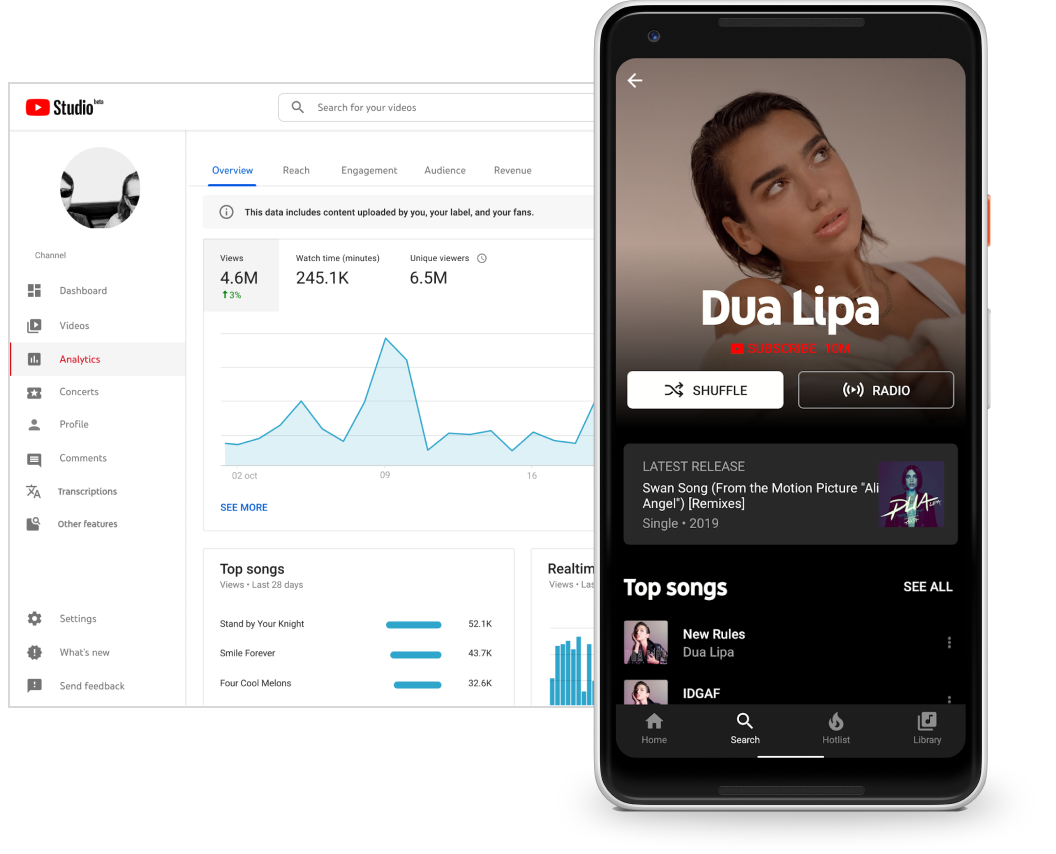 Studio beta
Search for your videos
Channel
Dashboard
Videos
Analytics
Concerts
Profile
Comments
Transcriptions
Other features
Settings
What's new
Send feedback
Overview
Reach
Engagement
Audience
Revenue
This data includes content uploaded by you, your label, and your fans.
Views
4.6M
3%
Watch time (minutes)
245.1K
Unique viewers
6.5M
02 oct
09
16
SEE MORE
Top songs
Views • Last 28 days
Stand by Your Knight 52.1K
Smile Forever 43.7K
Four Cool Melons 32.6K
Realtim
Views • Las
Dua Lipa
SUBSCRIBE 10M
SHUFFLE
RADIO
LATEST RELEASE
Swan Song (From the Motion Picture "Ali
Angel") [Remixes]
Single • 2019
DUA
Top songs
SEE ALL
New Rules
Dua Lipa
IDGAF
Home
Search
Hotlist
Library